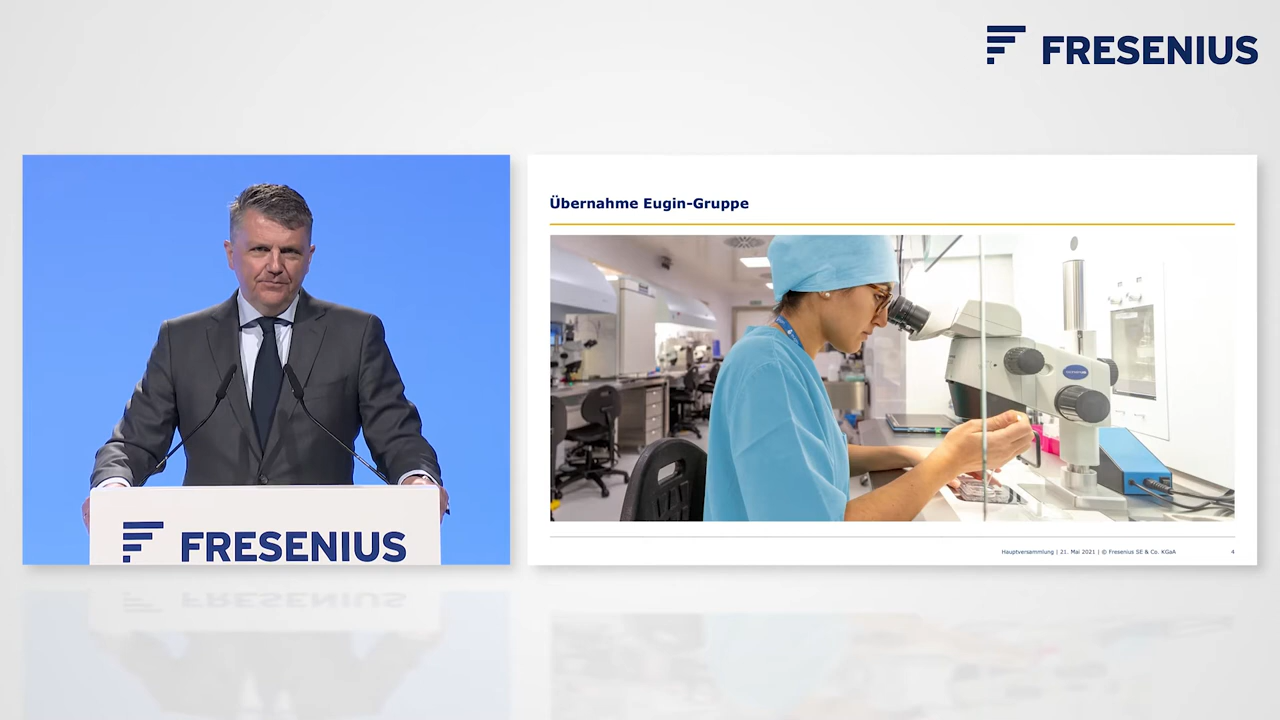 FRESENIUS
Übernahme Eugin-Gruppe
FRESENIUS
Hauptversammlung | 21. Mai 2021 | © Fresenius SE & Co. KGaA 4